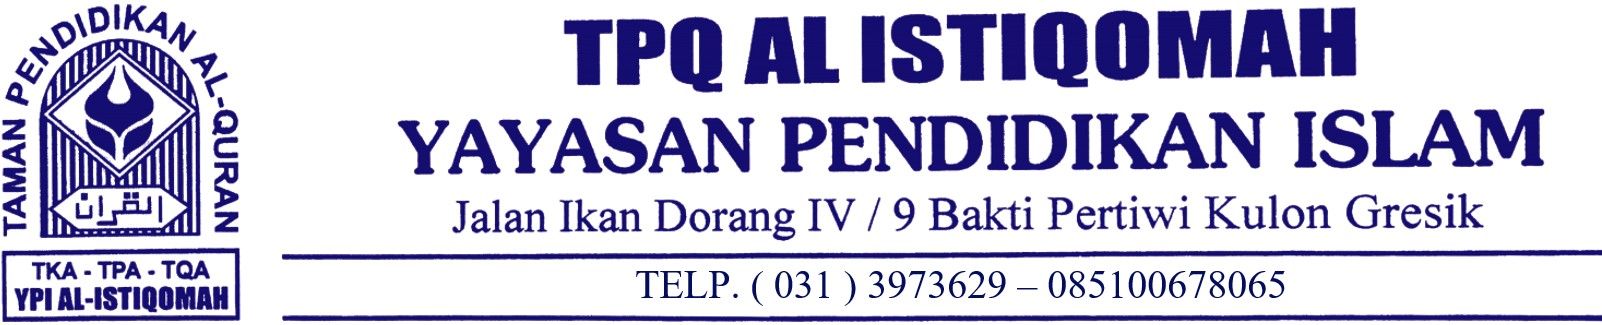 TAMAN PENDIDIKAN AL-QURAN
القرآن
TKA - TPA - TQA
YPI AL-ISTIQOMAH
TPQ AL ISTIQOMAH
YAYASAN PENDIDIKAN ISLAM
Jalan Ikan Dorang IV / 9 Bakti Pertiwi Kulon Gresik
TELP. ( 031 ) 3973629 – 085100678065